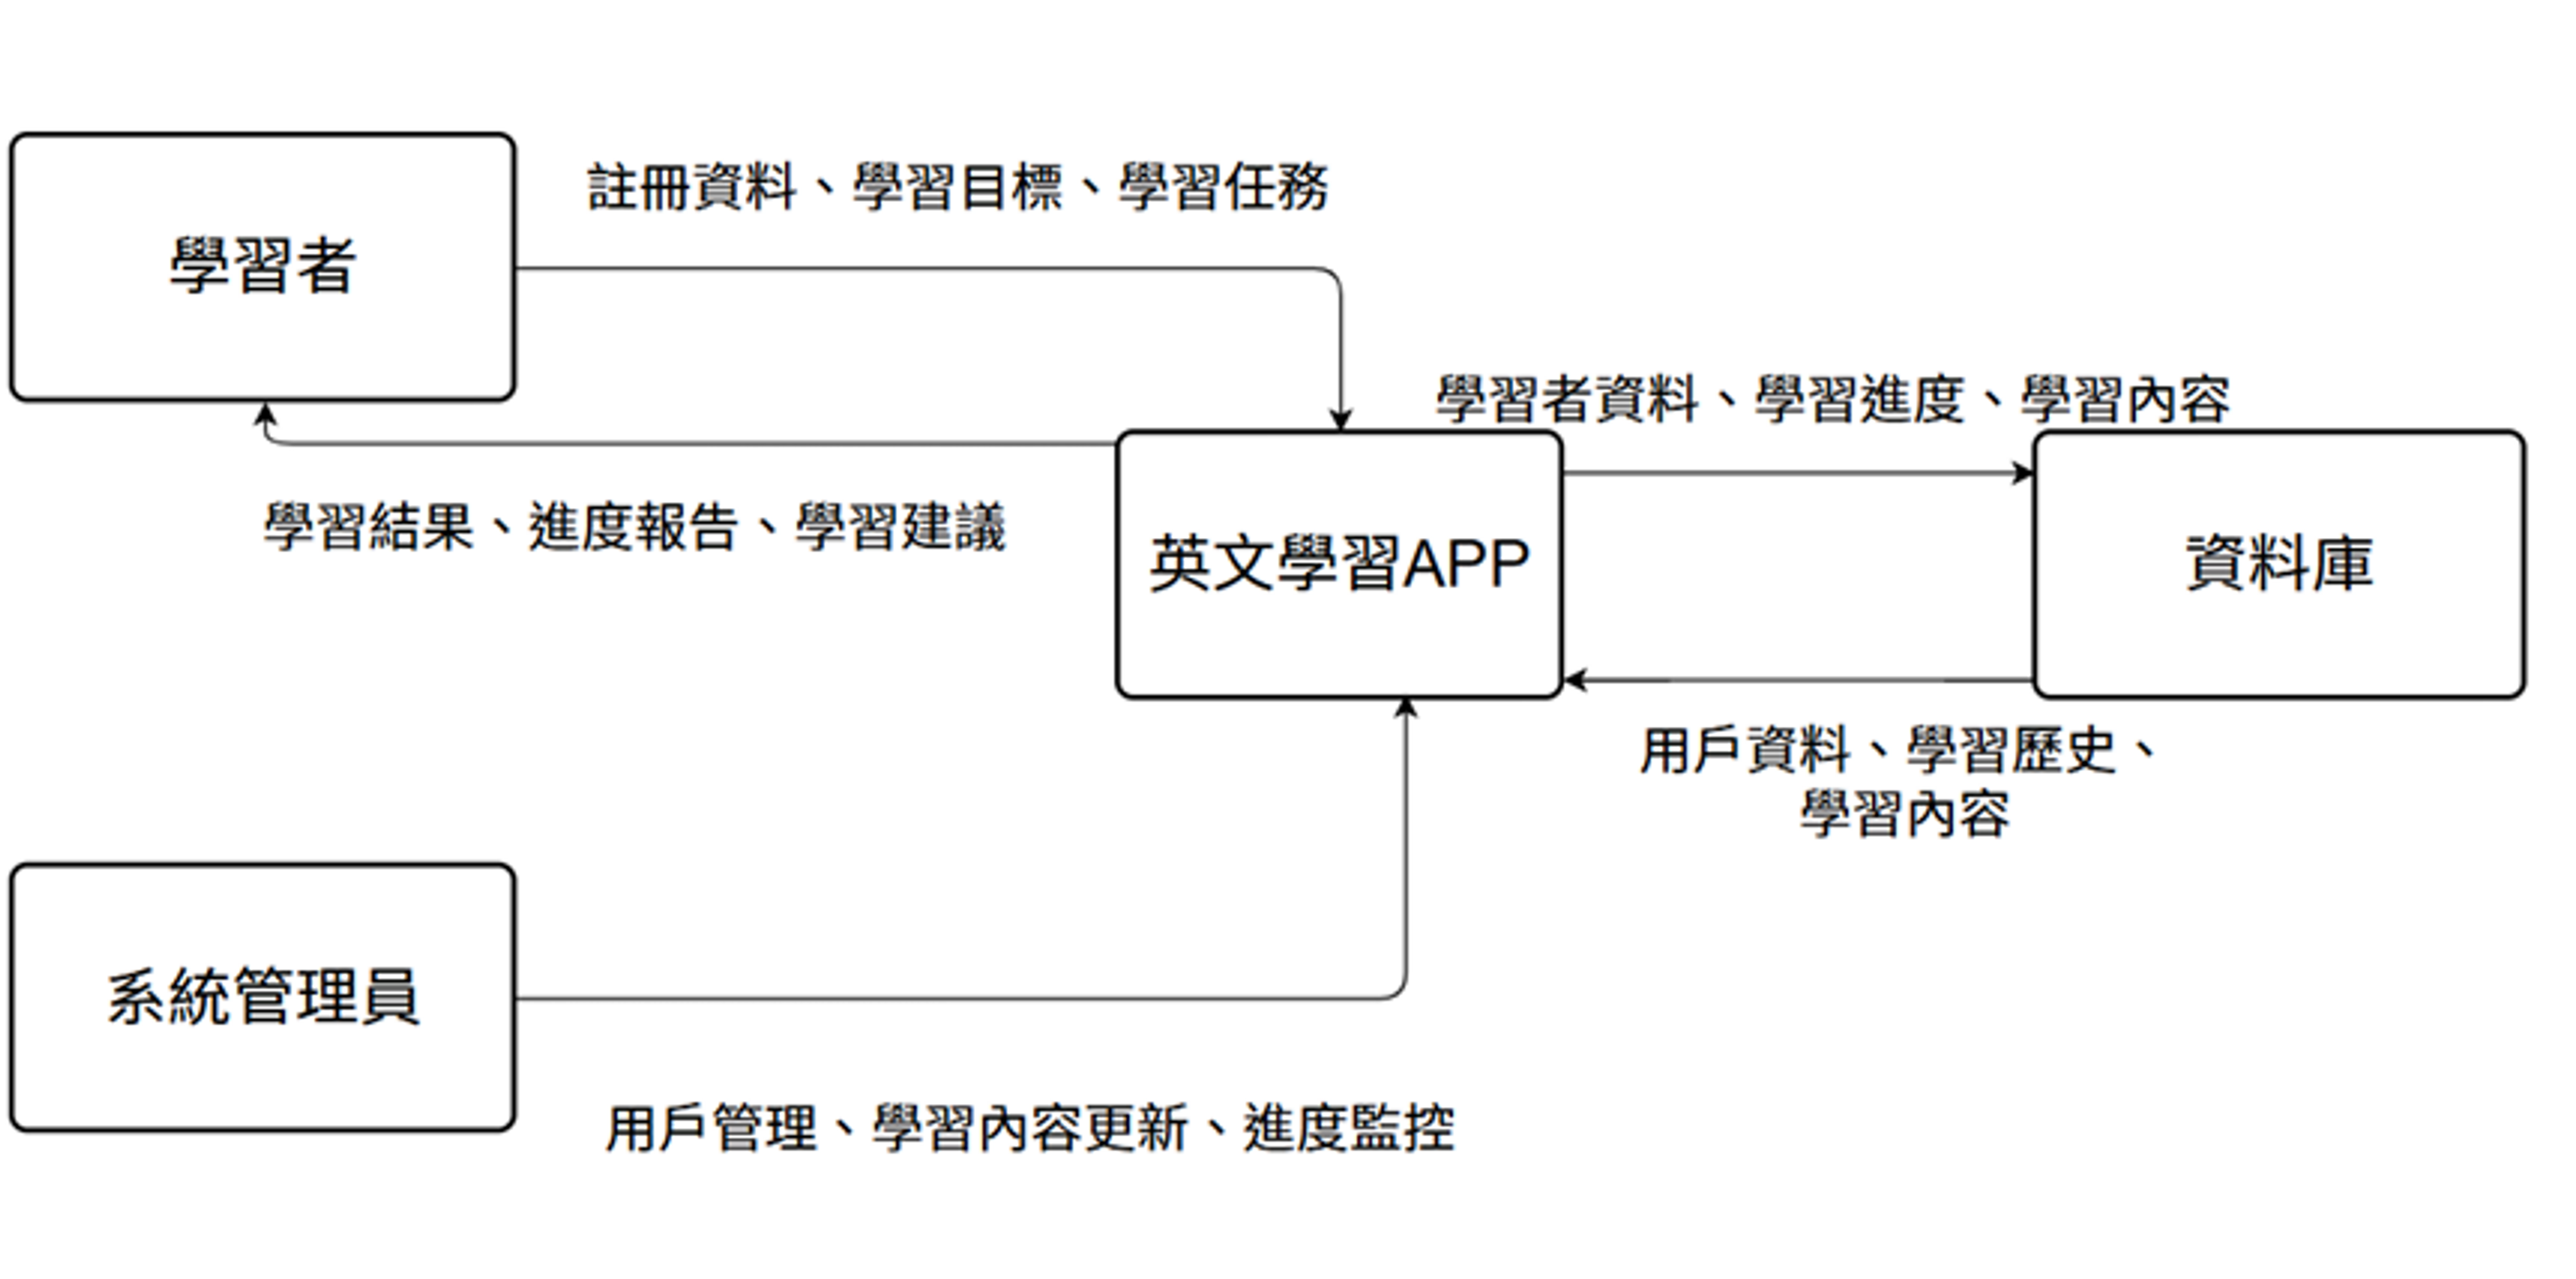 註冊資料、學習目標、學習任務
學習者
學習者資料、學習進度、學習內容
學習結果、進度報告、學習建議
英文學習APP
資料庫
用戶資料、學習歷史、
學習內容
系統管理員
用戶管理、學習內容更新、進度監控